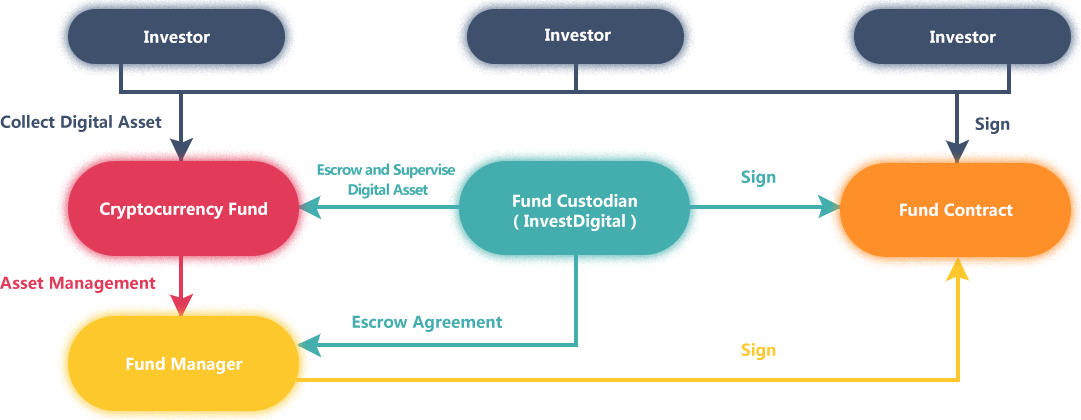 Investor
Investor
Investor
Collect Digital Asset
Sign
Escrow and Supervise
Digital Asset
Sign
Cryptocurrency Fund
Fund Custodian
( InvestDigital )
Fund Contract
Asset Management
Escrow Agreement
Sign
Fund Manager